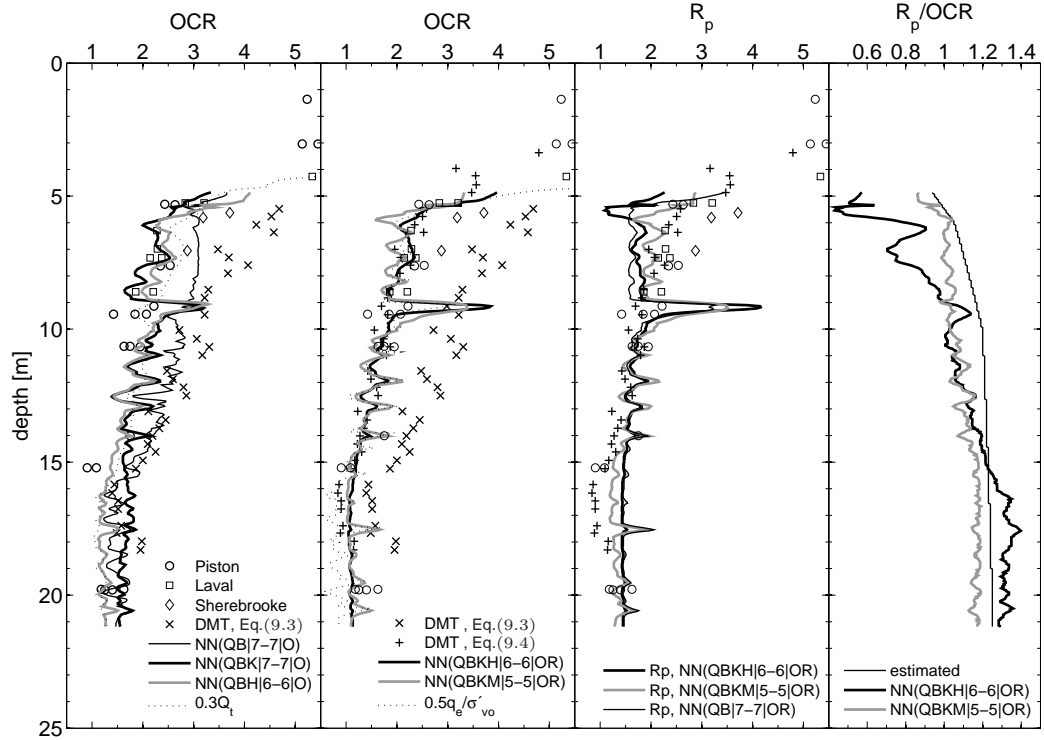 OCR OCR R_p R_p/OCR
1 2 3 4 5 1 2 3 4 5 1 2 3 4 5 0.6 0.8 1 1.2 1.4
0
5
10
15
20
25
depth [m]
Piston
Laval
Sherebrooke
DMT , Eq.(9.3)
NN(QB|7−7|O)
NN(QBK|7−7|O)
NN(QBH|6−6|O)
0.3Q_t
DMT , Eq.(9.3)
DMT , Eq.(9.4)
NN(QBKH|6−6|OR)
NN(QBKM|5−5|OR)
0.5q_e/σ´_vo
Rp, NN(QBKH|6−6|OR)
Rp, NN(QBKM|5−5|OR)
Rp, NN(QB|7−7|OR)
estimated
NN(QBKH|6−6|OR)
NN(QBKM|5−5|OR)